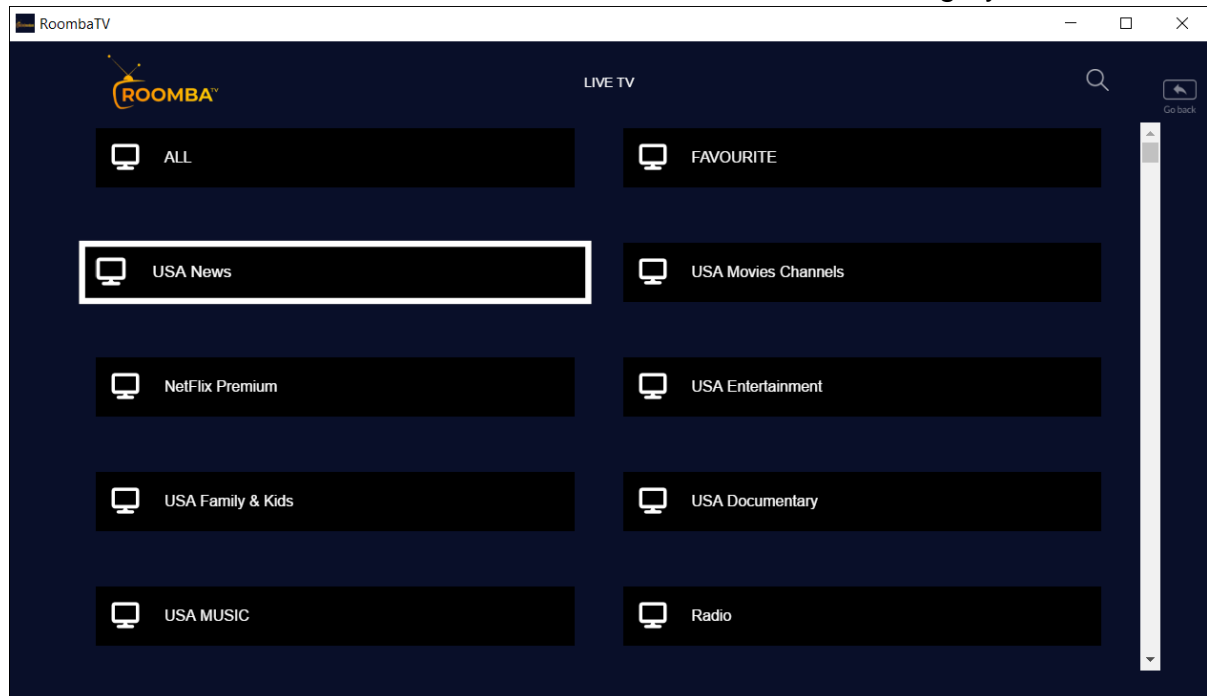 RoombaTV
ROOMBA
LIVE TV
Go back
ALL
FAVOURITE
USA News
USA Movies Channels
NetFlix Premium
USA Entertainment
USA Family & Kids
USA Documentary
USA MUSIC
Radio